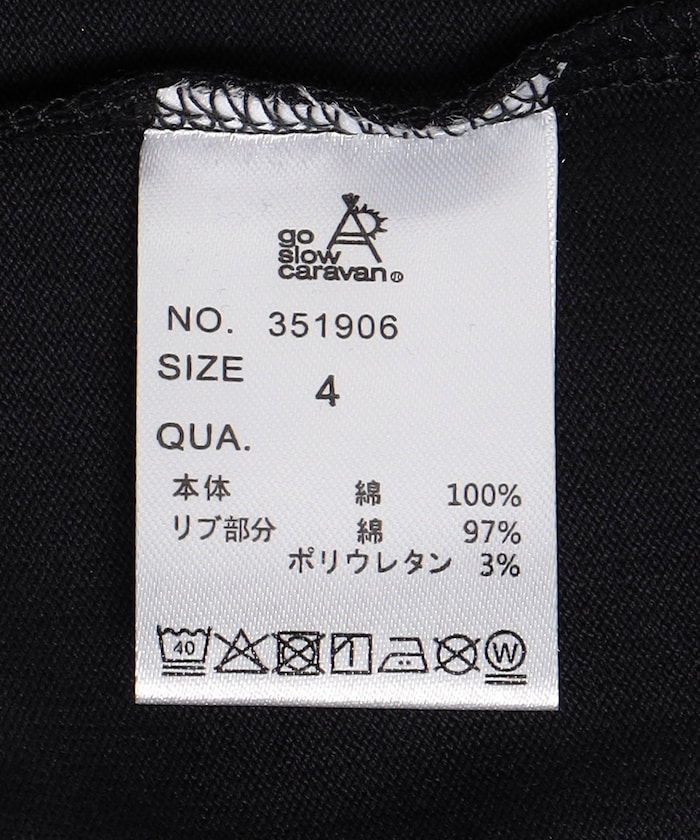 go
slow
caravan®
NO. 351906
SIZE 4
QUA.
本体 綿 100%
リブ部分 綿 97%
ポリウレタン 3%
40 W